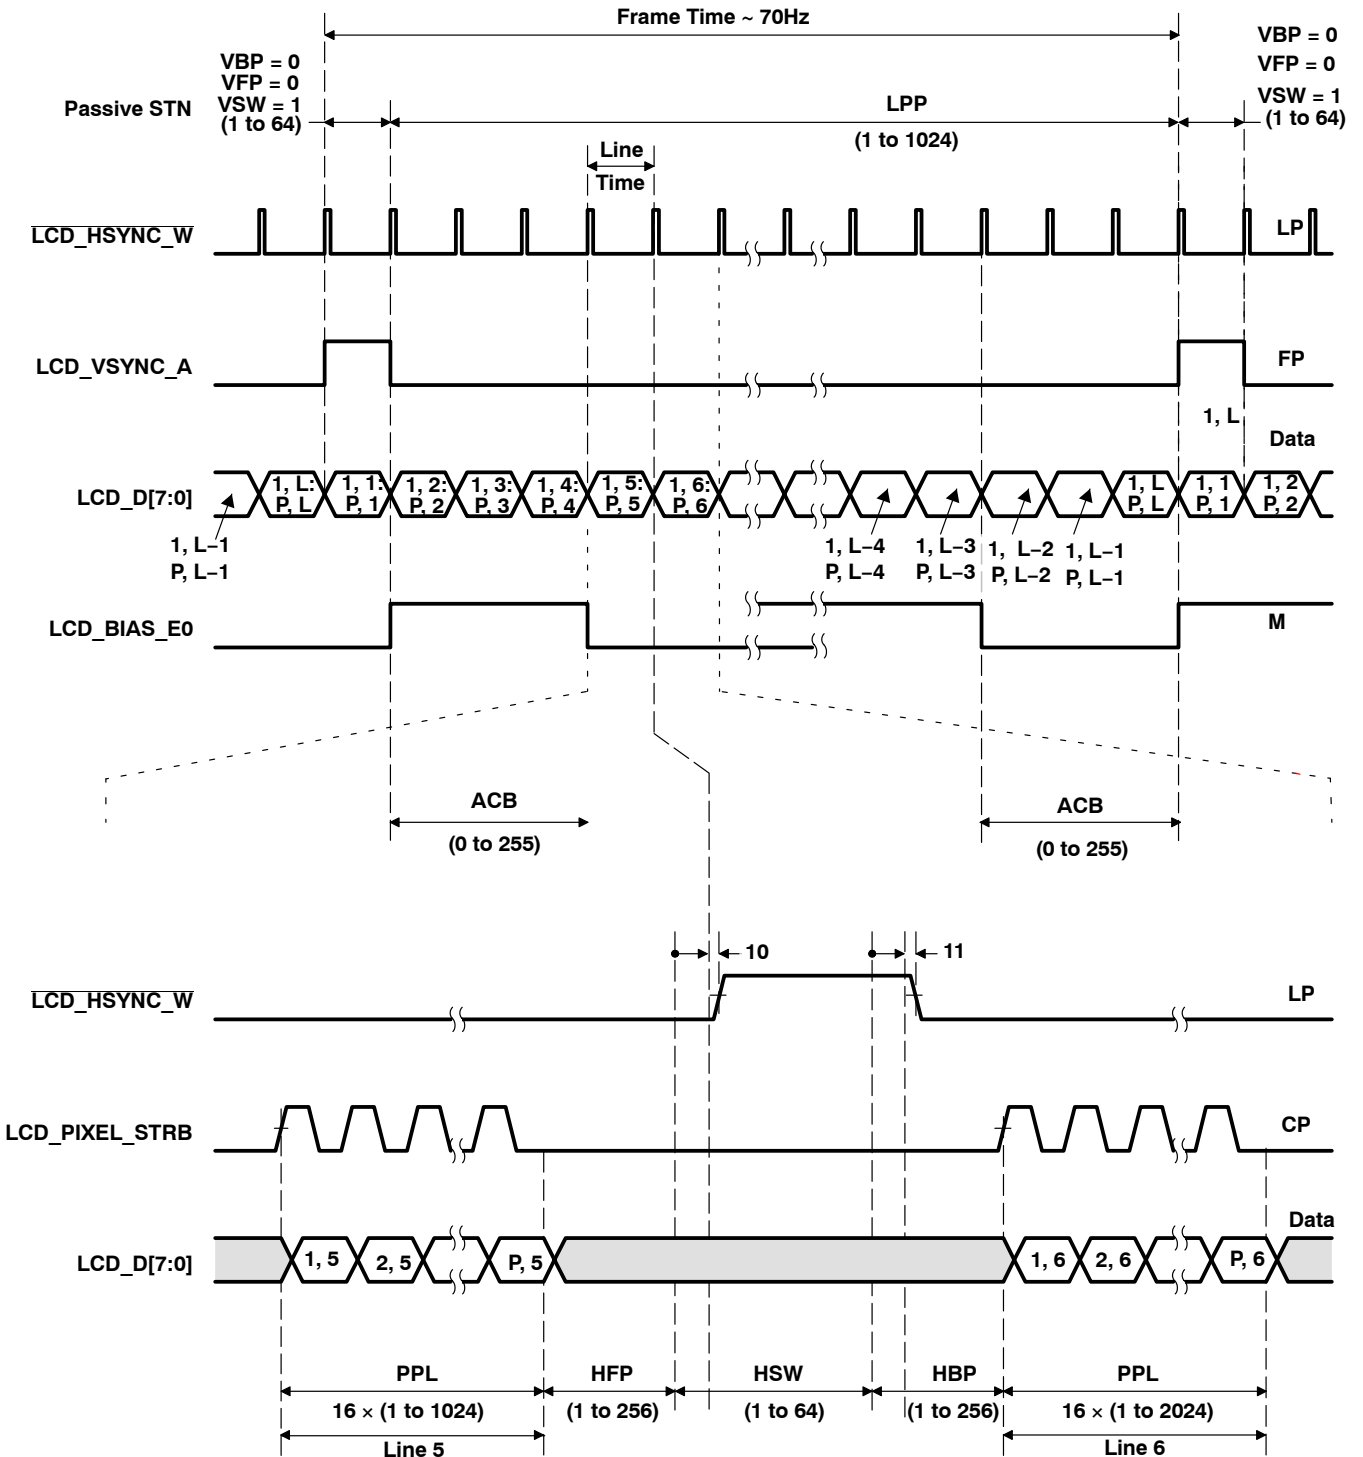 Frame Time ~ 70Hz
VBP = 0
VFP = 0
VSW = 1
(1 to 64)
VBP = 0
VFP = 0
VSW = 1
(1 to 64)
Passive STN
LPP
(1 to 1024)
Line
Time
LCD_HSYNC_W
LP
LCD_VSYNC_A
FP
1, L
Data
LCD_D[7:0]
1, L: 1, 1: 1, 2: 1, 3: 1, 4: 1, 5: 1, 6: 1, L 1, 1 1, 2
P, L P, 1 P, 2 P, 3 P, 4 P, 5 P, 6 P, L P, 1 P, 2
1, L–1
P, L–1
1, L–4
P, L–4
1, L–3
P, L–3
1, L–2
P, L–2
1, L–1
P, L–1
LCD_BIAS_E0
M
ACB
(0 to 255)
ACB
(0 to 255)
10
11
LCD_HSYNC_W
LP
LCD_PIXEL_STRB
CP
Data
LCD_D[7:0]
1, 5 2, 5 P, 5 1, 6 2, 6 P, 6
PPL HFP HSW HBP PPL
16 × (1 to 1024) (1 to 256) (1 to 64) (1 to 256) 16 × (1 to 2024)
Line 5 Line 6